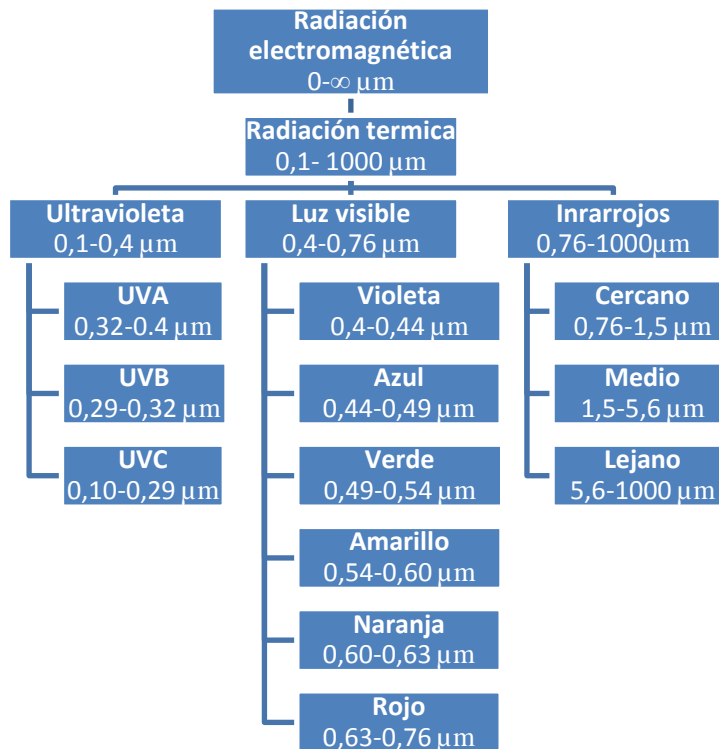 Radiación
electromagnética
0-∞ μm
Radiación termica
0,1- 1000 μm
Ultravioleta
0,1-0,4 μm
UVA
0,32-0.4 μm
UVB
0,29-0,32 μm
UVC
0,10-0,29 μm
Luz visible
0,4-0,76 μm
Violeta
0,4-0,44 μm
Azul
0,44-0,49 μm
Verde
0,49-0,54 μm
Amarillo
0,54-0,60 μm
Naranja
0,60-0,63 μm
Rojo
0,63-0,76 μm
Inrarrojos
0,76-1000μm
Cercano
0,76-1,5 μm
Medio
1,5-5,6 μm
Lejano
5,6-1000 μm